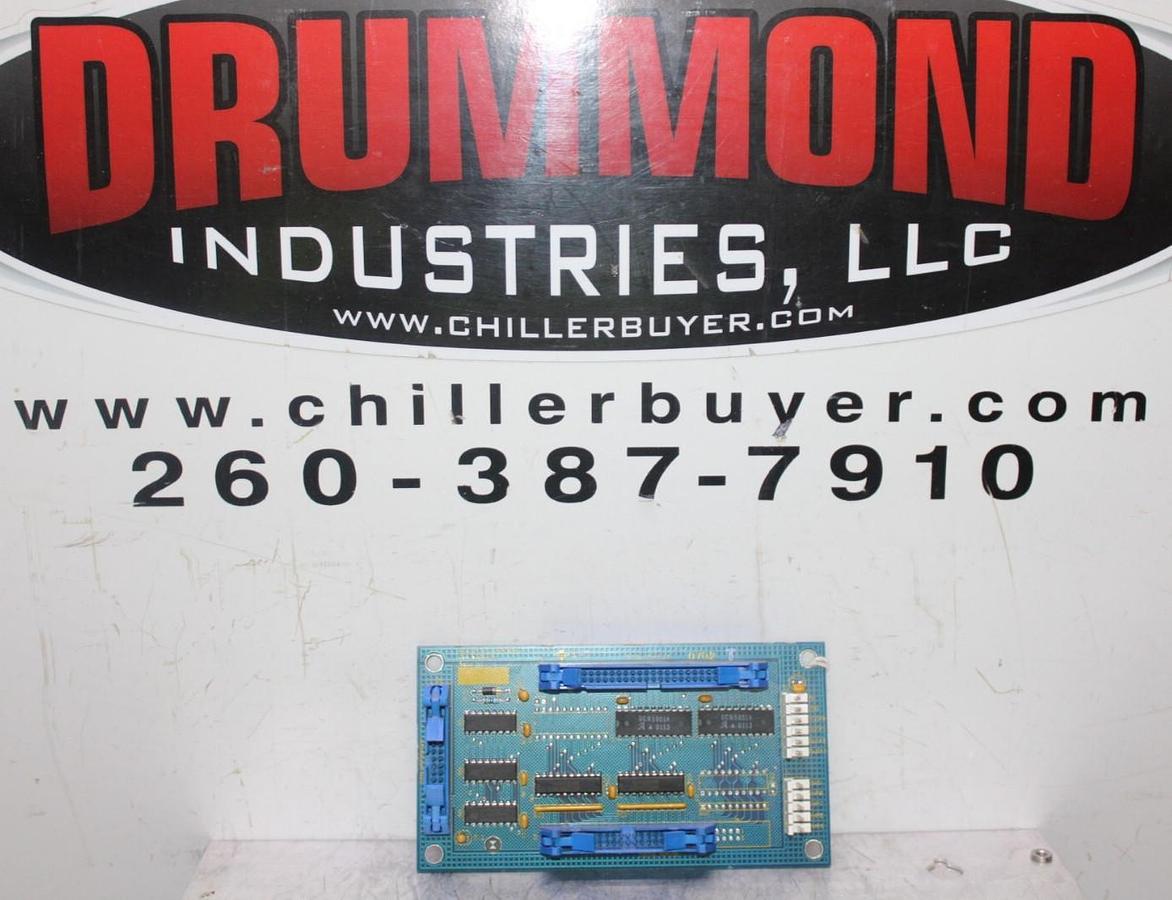 DRUMMOND
INDUSTRIES, LLC
WWW.CHILLERBUYER.COM
www.chillerbuyer.com
260-387-7910